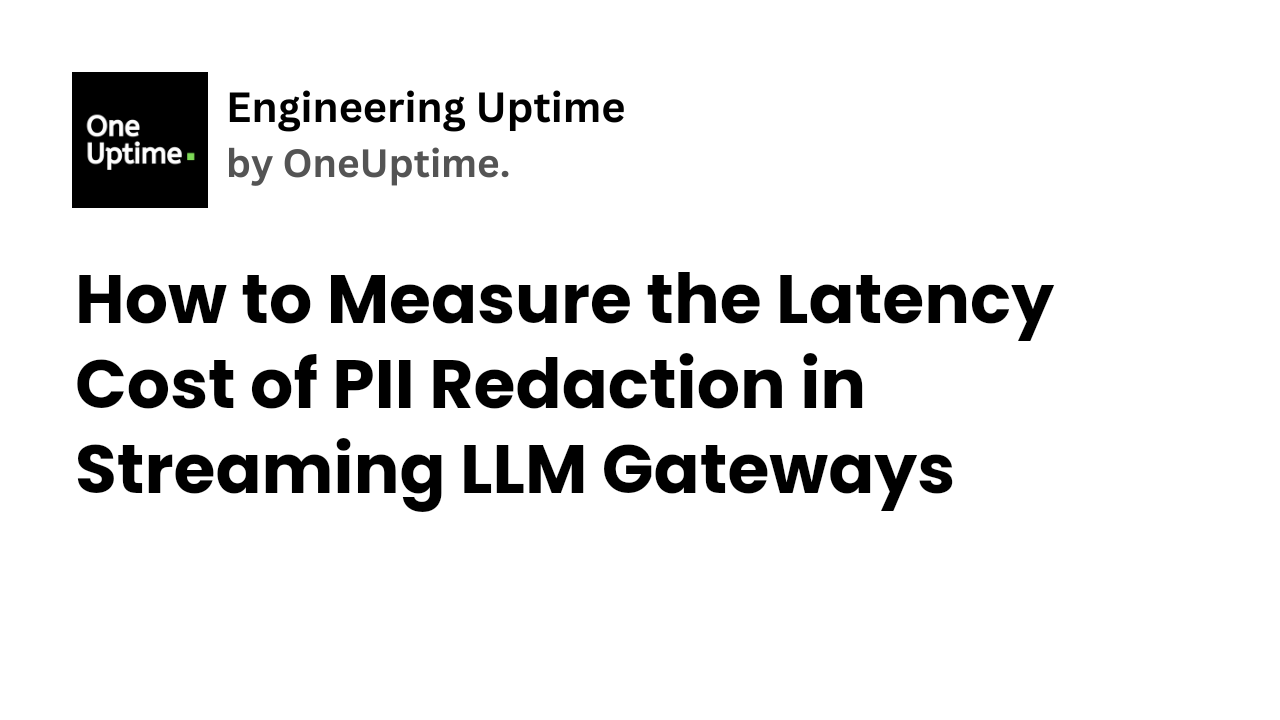 One
Uptime
Engineering Uptime
by OneUptime.
How to Measure the Latency
Cost of PII Redaction in
Streaming LLM Gateways